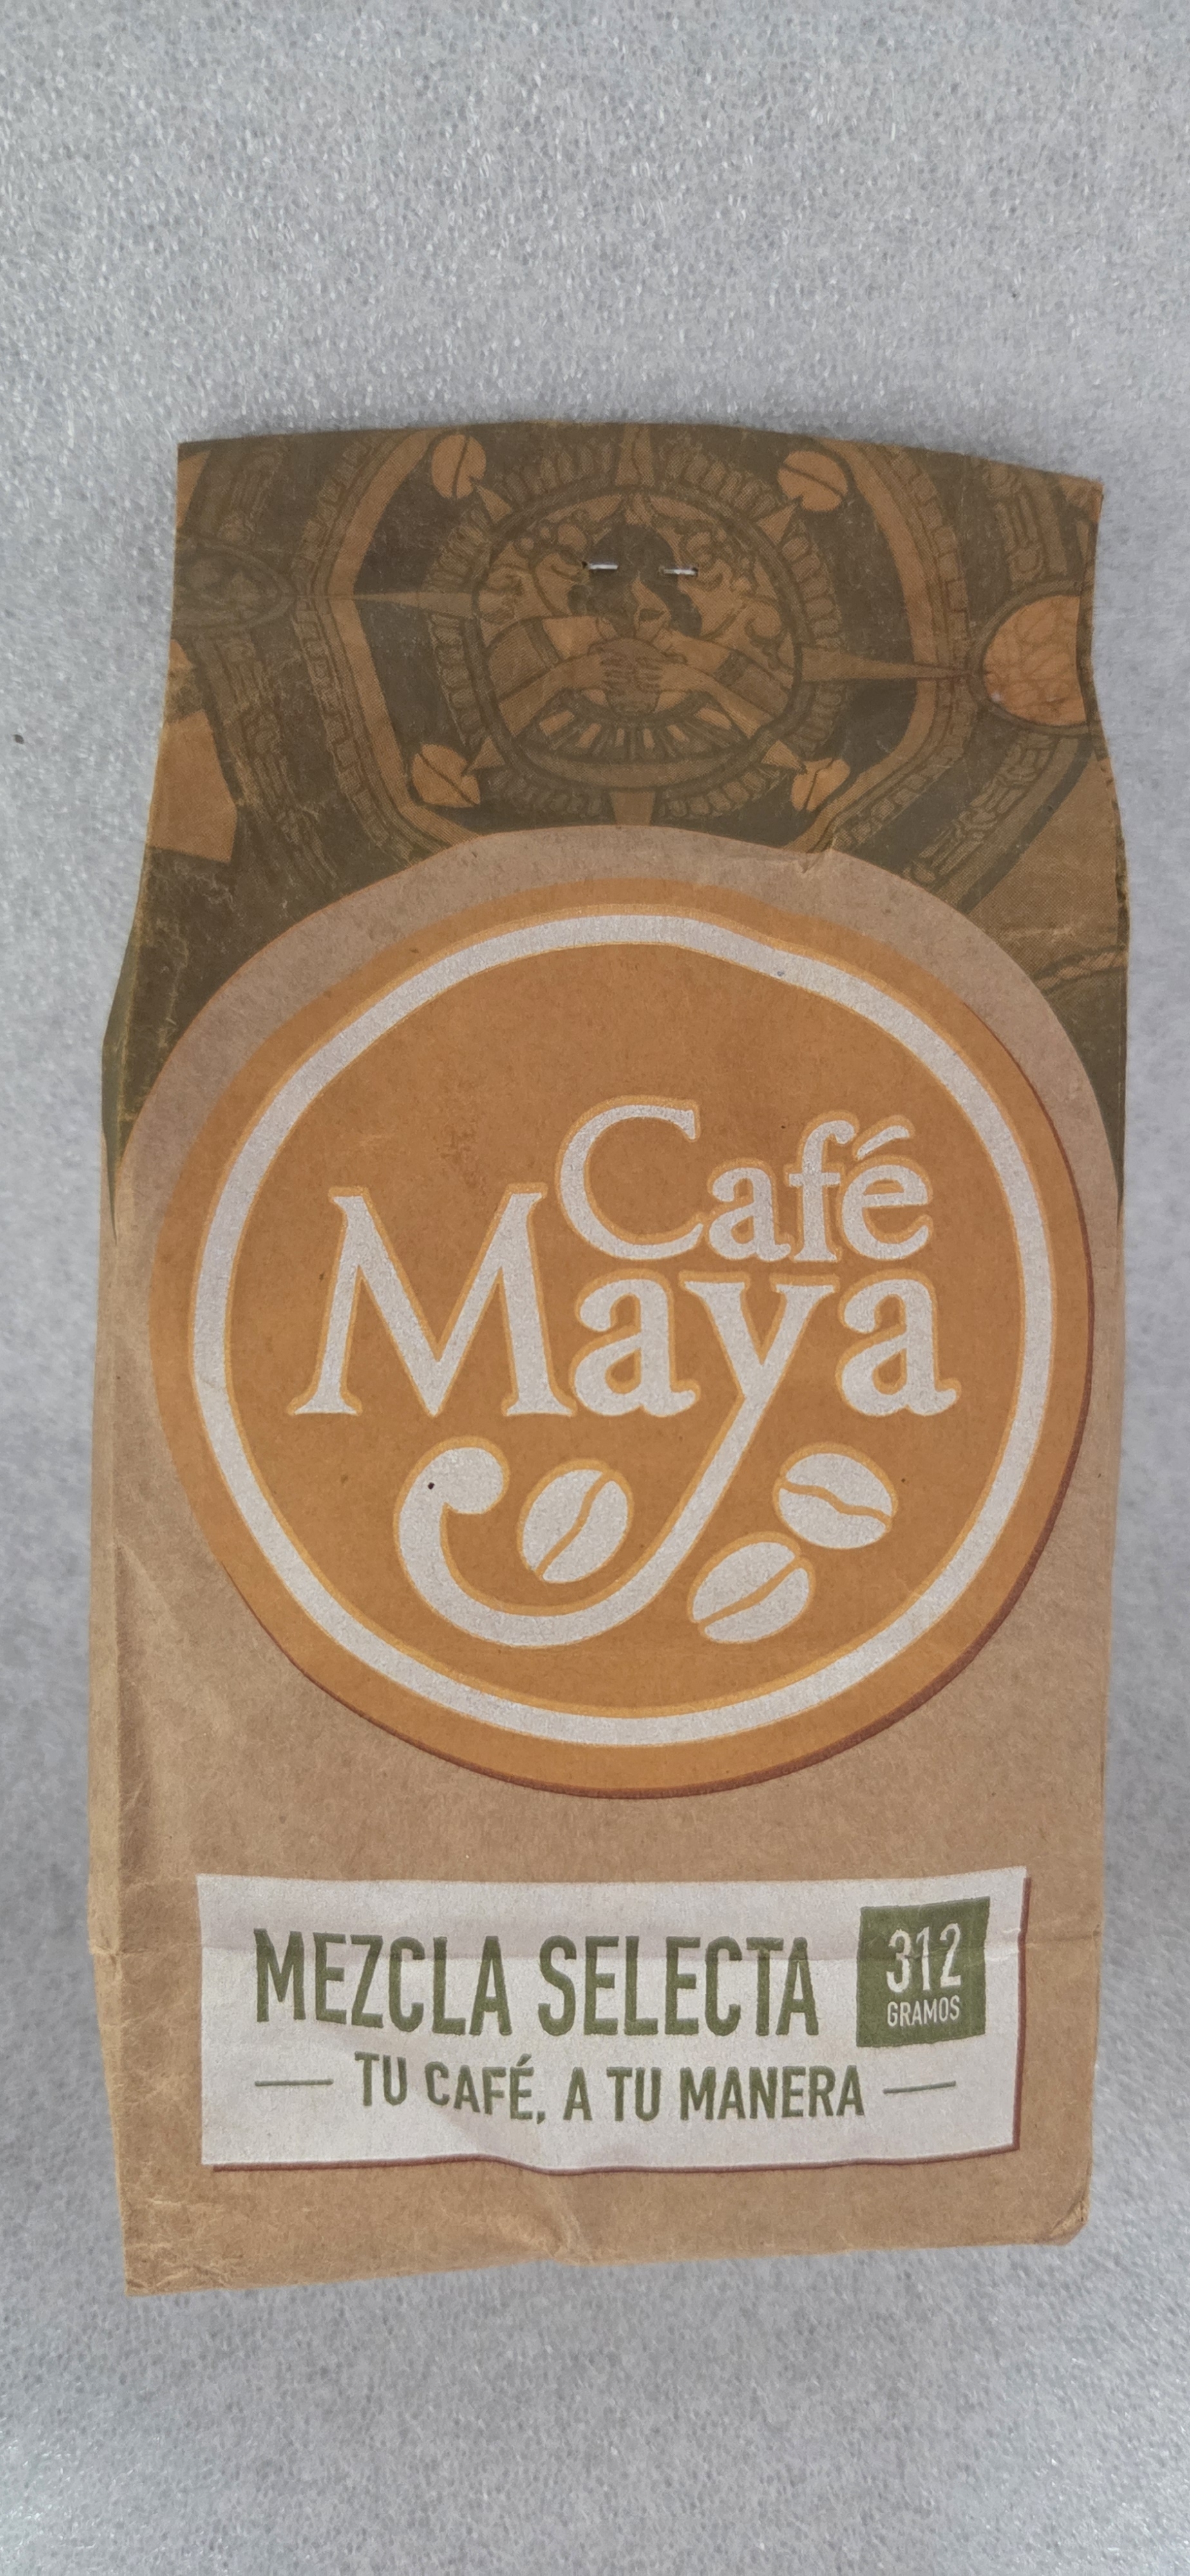 Café
Maya
MEZCLA SELECTA
312
GRAMOS
TU CAFÉ, A TU MANERA